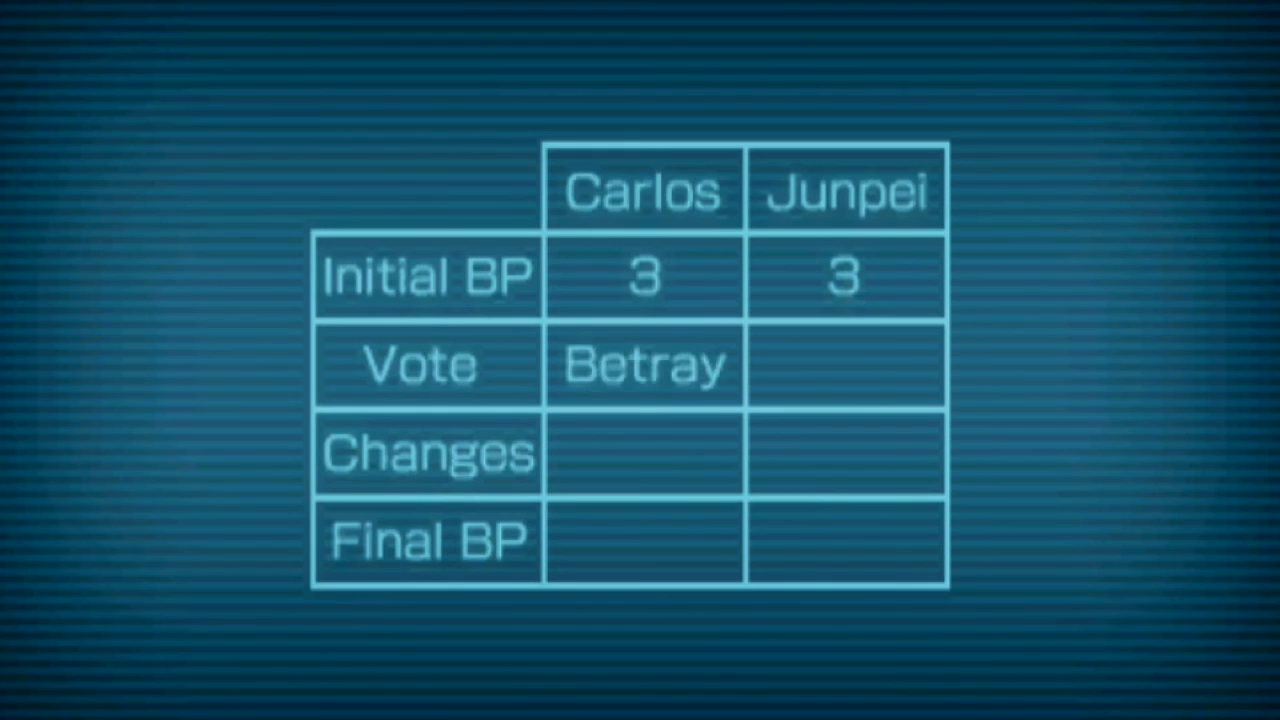 Carlos Junpei
Initial BP 3 3
Vote Betray
Changes
Final BP